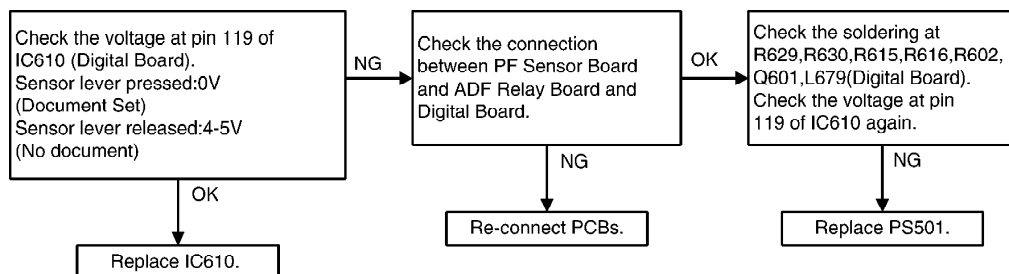 Check the voltage at pin 119 of
IC610 (Digital Board).
Sensor lever pressed:0V
(Document Set)
Sensor lever released:4-5V
(No document)
NG
OK
Replace IC610.
Check the connection
between PF Sensor Board
and ADF Relay Board and
Digital Board.
OK
NG
Re-connect PCBs.
Check the soldering at
R629,R630,R615,R616,R602,
Q601,L679(Digital Board).
Check the voltage at pin
119 of IC610 again.
NG
Replace PS501.